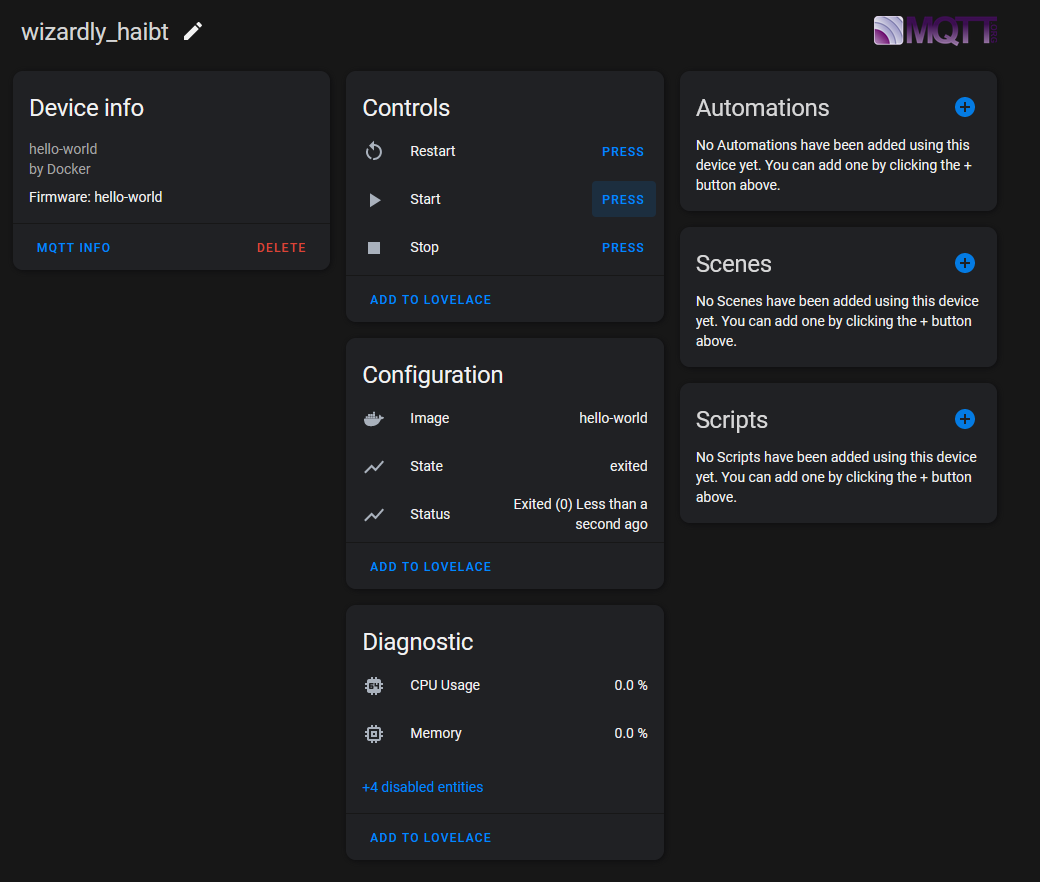 wizardly_haibt
MQTT
Device info
hello-world
by Docker
Firmware: hello-world
MQTT INFO
DELETE
Controls
Restart
PRESS
Start
PRESS
Stop
PRESS
ADD TO LOVELACE
Configuration
Image
hello-world
State
exited
Status
Exited (0) Less than a
second ago
ADD TO LOVELACE
Diagnostic
64
CPU Usage
0.0 %
Memory
0.0 %
+4 disabled entities
ADD TO LOVELACE
Automations
No Automations have been added using this
device yet. You can add one by clicking the +
button above.
Scenes
No Scenes have been added using this device
yet. You can add one by clicking the + button
above.
Scripts
No Scripts have been added using this device
yet. You can add one by clicking the + button
above.